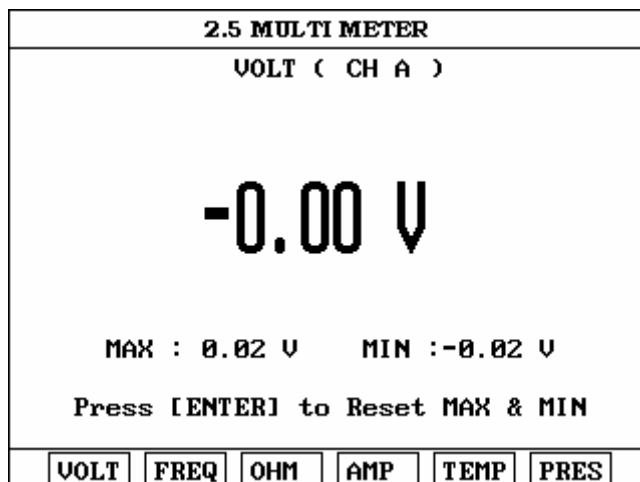 2.5 MULTI METER
VOLT ( CH A )
-0.00 V
MAX : 0.02 V MIN :-0.02 V
Press [ENTER] to Reset MAX & MIN
VOLT FREQ OHM AMP TEMP PRES